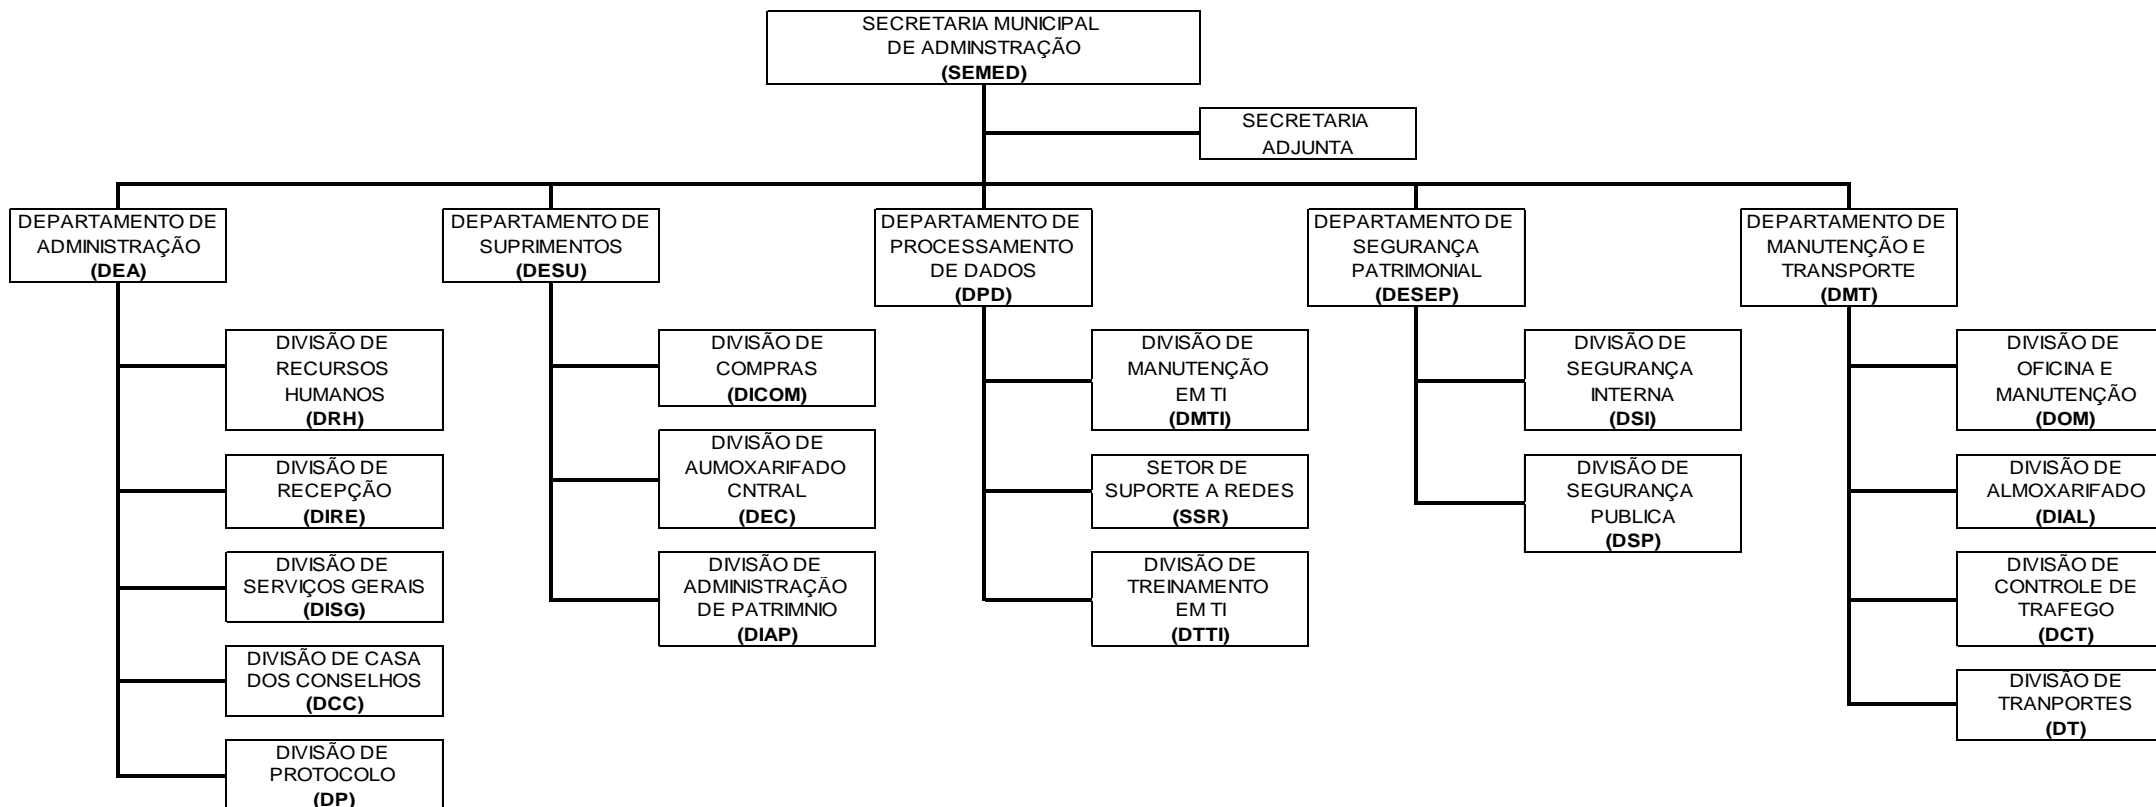 SECRETARIA MUNICIPAL
DE ADMINSTRAÇÃO
(SEMED)
SECRETARIA
ADJUNTA
DEPARTAMENTO DE
ADMINISTRAÇÃO
(DEA)
DEPARTAMENTO DE
SUPRIMENTOS
(DESU)
DEPARTAMENTO DE
PROCESSAMENTO
DE DADOS
(DPD)
DEPARTAMENTO DE
SEGURANÇA
PATRIMONIAL
(DESEP)
DEPARTAMENTO DE
MANUTENÇÃO E
TRANSPORTE
(DMT)
DIVISÃO DE
RECURSOS
HUMANOS
(DRH)
DIVISÃO DE
RECEPÇÃO
(DIRE)
DIVISÃO DE
SERVIÇOS GERAIS
(DISG)
DIVISÃO DE CASA
DOS CONSELHOS
(DCC)
DIVISÃO DE
PROTOCOLO
(DP)
DIVISÃO DE
COMPRAS
(DICOM)
DIVISÃO DE
AUMOXARIFADO
CNTRAL
(DEC)
DIVISÃO DE
ADMINISTRAÇÃO
DE PATRIMNIO
(DIAP)
DIVISÃO DE
MANUTENÇÃO
EM TI
(DMTI)
SETOR DE
SUPORTE A REDES
(SSR)
DIVISÃO DE
TREINAMENTO
EM TI
(DTTI)
DIVISÃO DE
SEGURANÇA
INTERNA
(DSI)
DIVISÃO DE
SEGURANÇA
PUBLICA
(DSP)
DIVISÃO DE
OFICINA E
MANUTENÇÃO
(DOM)
DIVISÃO DE
ALMOXARIFADO
(DIAL)
DIVISÃO DE
CONTROLE DE
TRAFEGO
(DCT)
DIVISÃO DE
TRANPORTES
(DT)